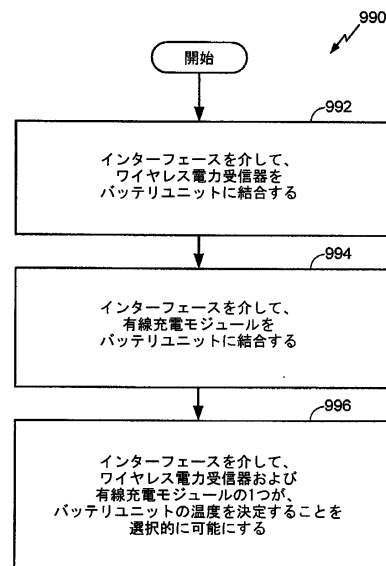 990
開始
992
インターフェースを介して、
ワイヤレス電力受信器を
バッテリユニットに結合する
994
インターフェースを介して、
有線充電モジュールを
バッテリユニットに結合する
996
インターフェースを介して、
ワイヤレス電力受信器および
有線充電モジュールの1つが、
バッテリユニットの温度を決定することを
選択的に可能にする